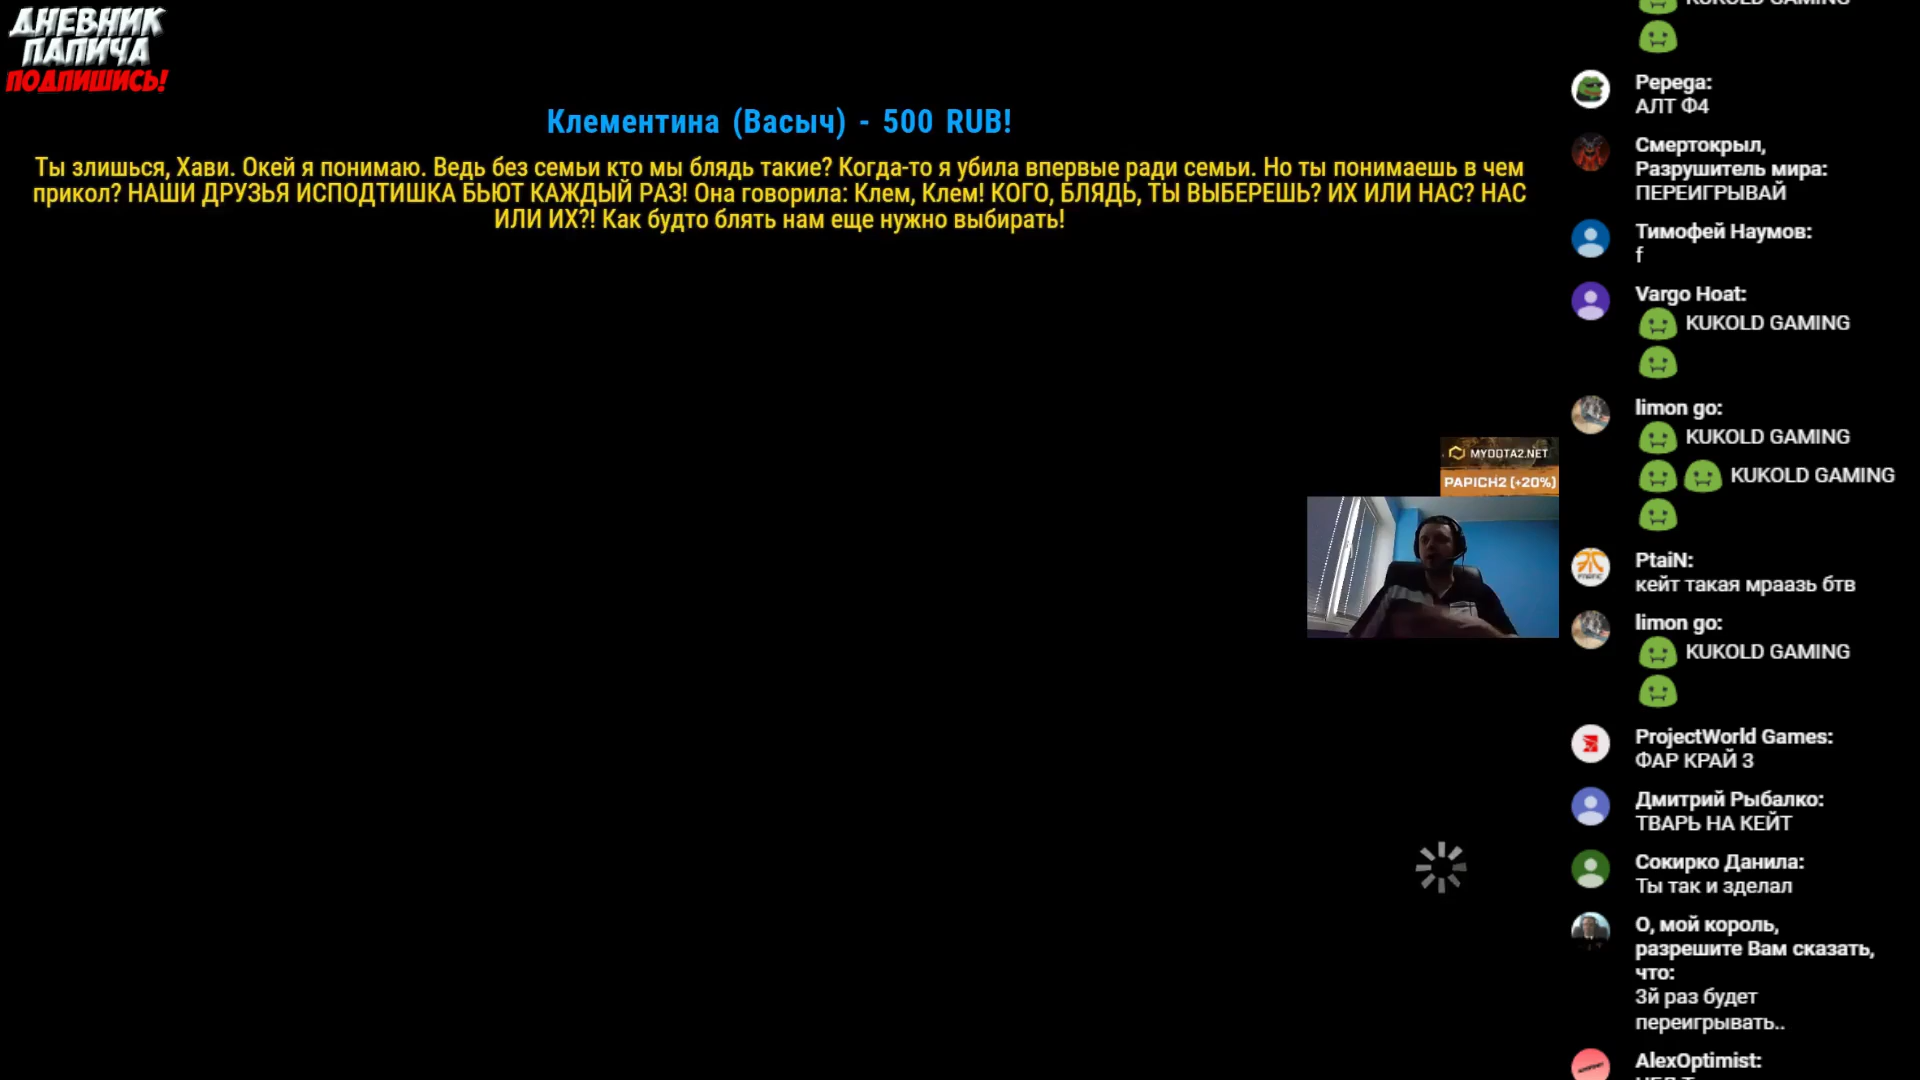 ДНЕВНИК
ПАПИЧА
ПОДПИШИСЬ!
Клементина (Васыч) - 500 RUB!
Ты злишься, Хави. Окей я понимаю. Ведь без семьи кто мы блядь такие? Когда-то я убила впервые ради семьи. Но ты понимаешь в чем
прикол? НАШИ ДРУЗЬЯ ИСПОДТИШКА БЬЮТ КАЖДЫЙ РАЗ! Она говорила: Клем, Клем! КОГО, БЛЯДЬ, ТЫ ВЫБЕРЕШЬ? ИХ ИЛИ НАС? НАС
ИЛИ ИХ?! Как будто блять нам еще нужно выбирать!
MYDOTA2.NET
PAPICH2 (+20%)
KUKOLD GAMING
Pepega:
АЛТ Ф4
Смертокрыл,
Разрушитель мира:
ПЕРЕИГРЫВАЙ
Тимофей Наумов:
f
Vargo Hoat:
KUKOLD GAMING
limon go:
KUKOLD GAMING
KUKOLD GAMING
PtaiN:
кейт такая мраазь бтв
limon go:
KUKOLD GAMING
ProjectWorld Games:
ФАР КРАЙ 3
Дмитрий Рыбалко:
ТВАРЬ НА КЕЙТ
Сокирко Данила:
Ты так и зделал
О, мой король,
разрешите Вам сказать,
что:
3й раз будет
переигрывать..
AlexOptimist: